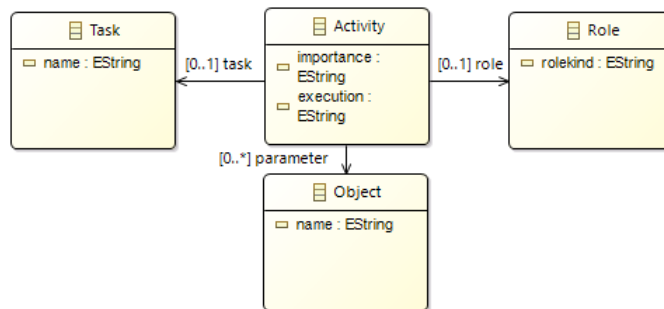 Task
name : EString
[0..1] task
Activity
importance :
EString
execution :
EString
[0..1] role
Role
rolekind : EString
[0..*] parameter
Object
name : EString